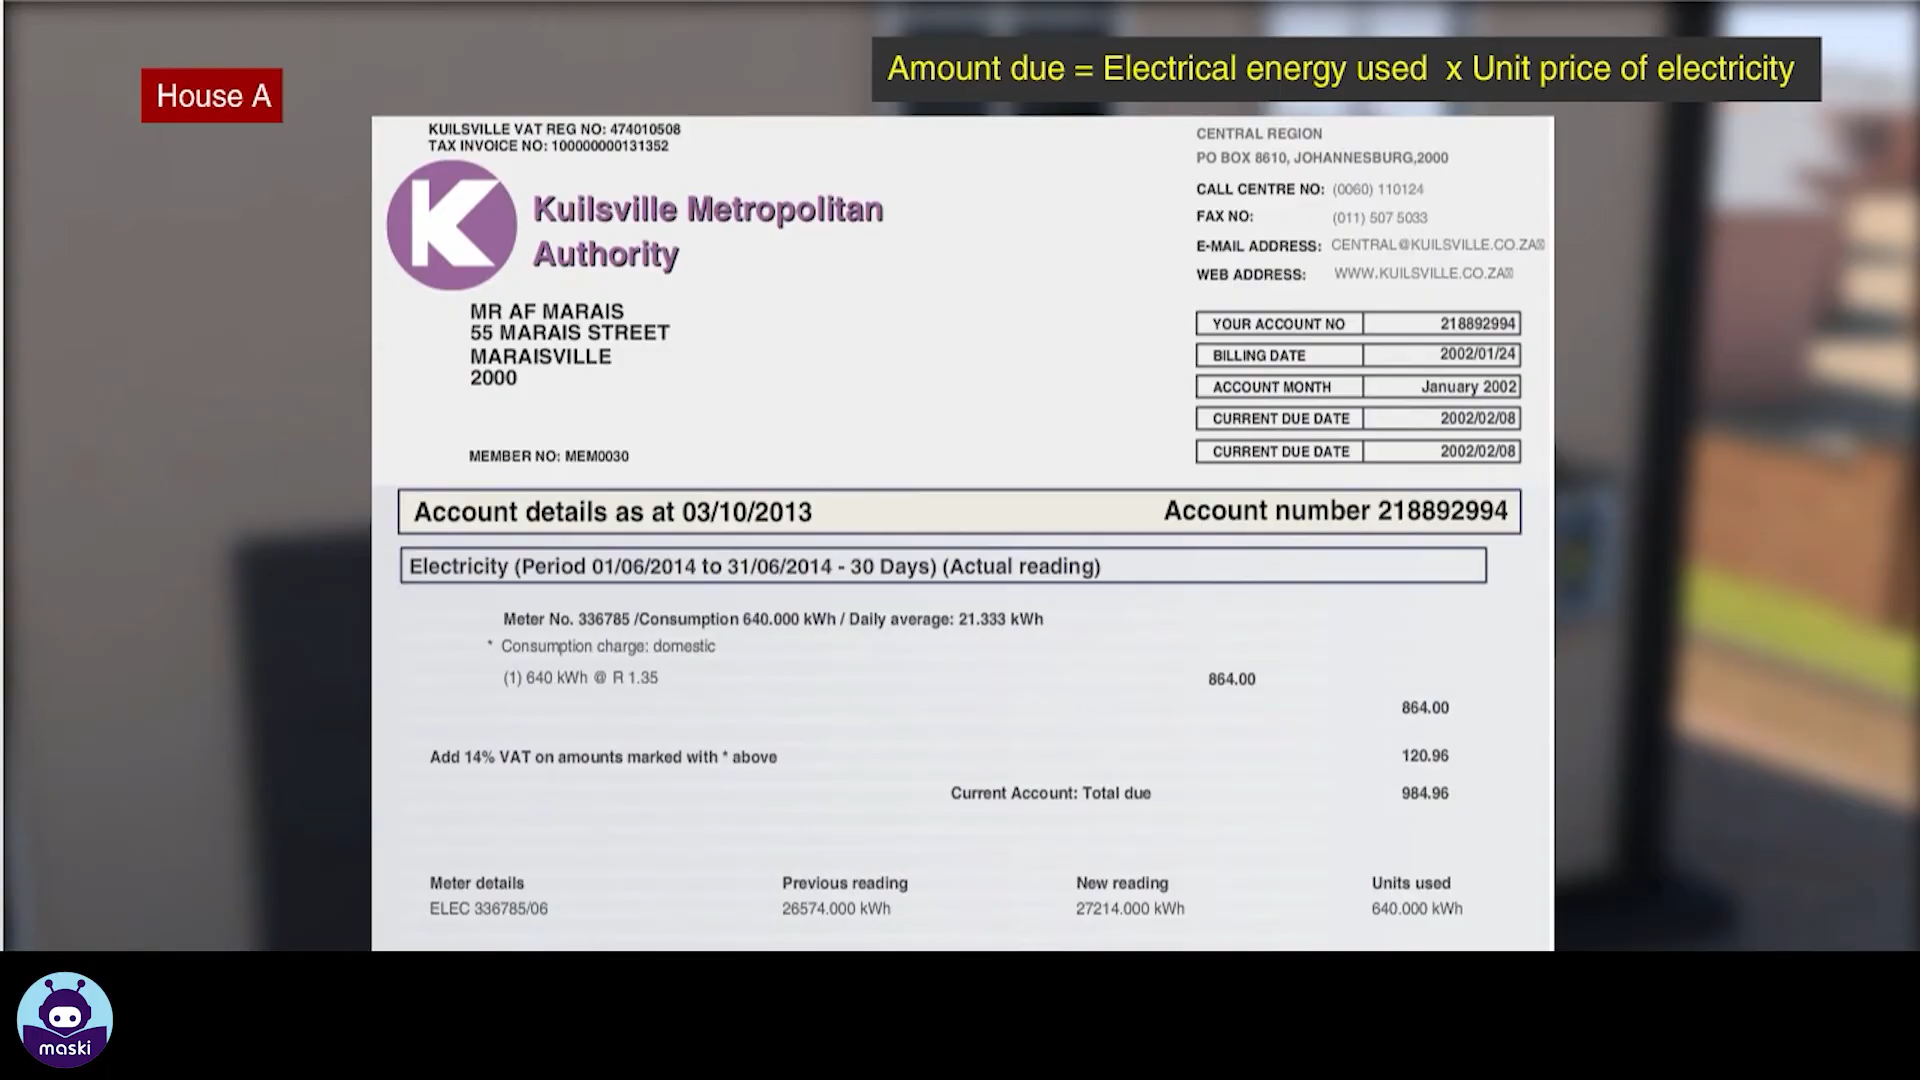 House A
Amount due = Electrical energy used x Unit price of electricity
KUILSVILLE VAT REG NO: 474010508
TAX INVOICE NO: 100000000131352
K
Kuilsville Metropolitan
Authority
CENTRAL REGION
PO BOX 8610, JOHANNESBURG,2000
CALL CENTRE NO: (0060) 110124
FAX NO: (011) 507 5033
E-MAIL ADDRESS: CENTRAL@KUILSVILLE.CO.ZA
WEB ADDRESS: WWW.KUILSVILLE.CO.ZA
MR AF MARAIS
55 MARAIS STREET
MARAISVILLE
2000
MEMBER NO: MEM0030
YOUR ACCOUNT NO 218892994
BILLING DATE 2002/01/24
ACCOUNT MONTH January 2002
CURRENT DUE DATE 2002/02/08
CURRENT DUE DATE 2002/02/08
Account details as at 03/10/2013 Account number 218892994
Electricity (Period 01/06/2014 to 31/06/2014 - 30 Days) (Actual reading)
Meter No. 336785 /Consumption 640.000 kWh / Daily average: 21.333 kWh
* Consumption charge: domestic
(1) 640 kWh @ R 1.35 864.00
864.00
Add 14% VAT on amounts marked with * above 120.96
Current Account: Total due 984.96
Meter details Previous reading New reading Units used
ELEC 336785/06 26574.000 kWh 27214.000 kWh 640.000 kWh
maski